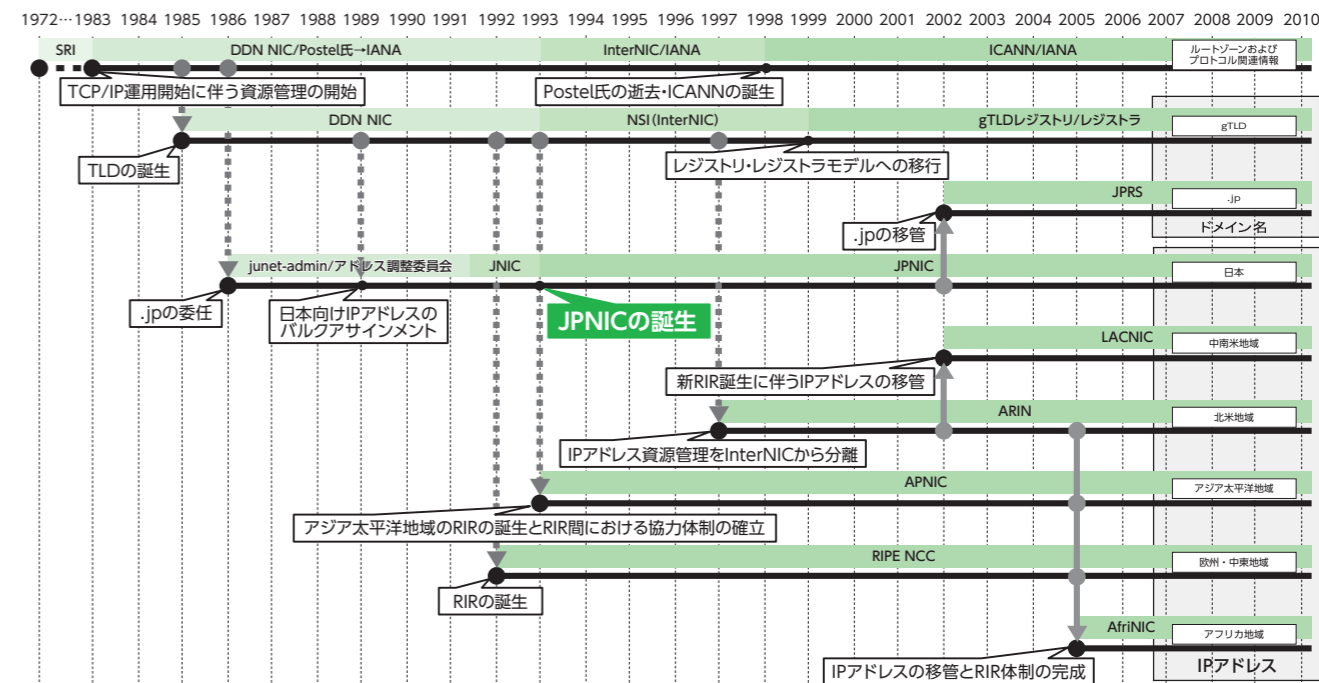 1972… 1983 1984 1985 1986 1987 1988 1989 1990 1991 1992 1993 1994 1995 1996 1997 1998 1999 2000 2001 2002 2003 2004 2005 2006 2007 2008 2009 2010
SRI DDN NIC/Postel氏→IANA InterNIC/IANA ICANN/IANA
ルートゾーンおよび
プロトコル関連情報
TCP/IP運用開始に伴う資源管理の開始 Postel氏の逝去・ICANNの誕生
DDN NIC NSI(InterNIC) gTLDレジストリ/レジストラ gTLD
TLDの誕生 レジストリ・レジストラモデルへの移行
JPRS .jp
.jpの移管 ドメイン名
junet-admin/アドレス調整委員会 JNIC JPNIC 日本
.jpの委任
日本向けIPアドレスの
バルクアサインメント
JPNICの誕生
LACNIC 中南米地域
新RIR誕生に伴うIPアドレスの移管
ARIN 北米地域
IPアドレス資源管理をInterNICから分離
APNIC アジア太平洋地域
アジア太平洋地域のRIRの誕生とRIR間における協力体制の確立
RIPE NCC 欧州・中東地域
RIRの誕生
AfriNIC アフリカ地域
IPアドレスの移管とRIR体制の完成 IPアドレス